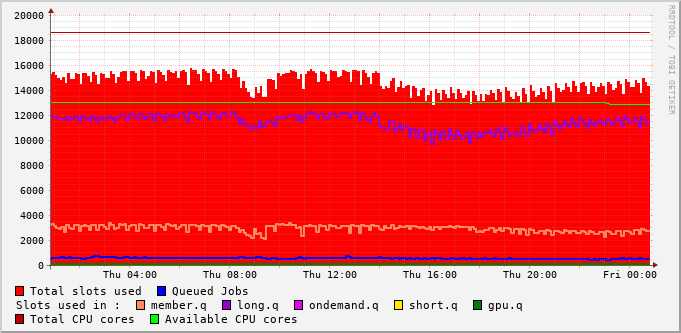 20000
18000
16000
14000
12000
10000
8000
6000
4000
2000
0
Thu 04:00 Thu 08:00 Thu 12:00 Thu 16:00 Thu 20:00 Fri 00:00
Total slots used Queued Jobs
Slots used in : member.q long.q ondemand.q short.q gpu.q
Total CPU cores Available CPU cores
RRDTOOL / TOBI OETIKER